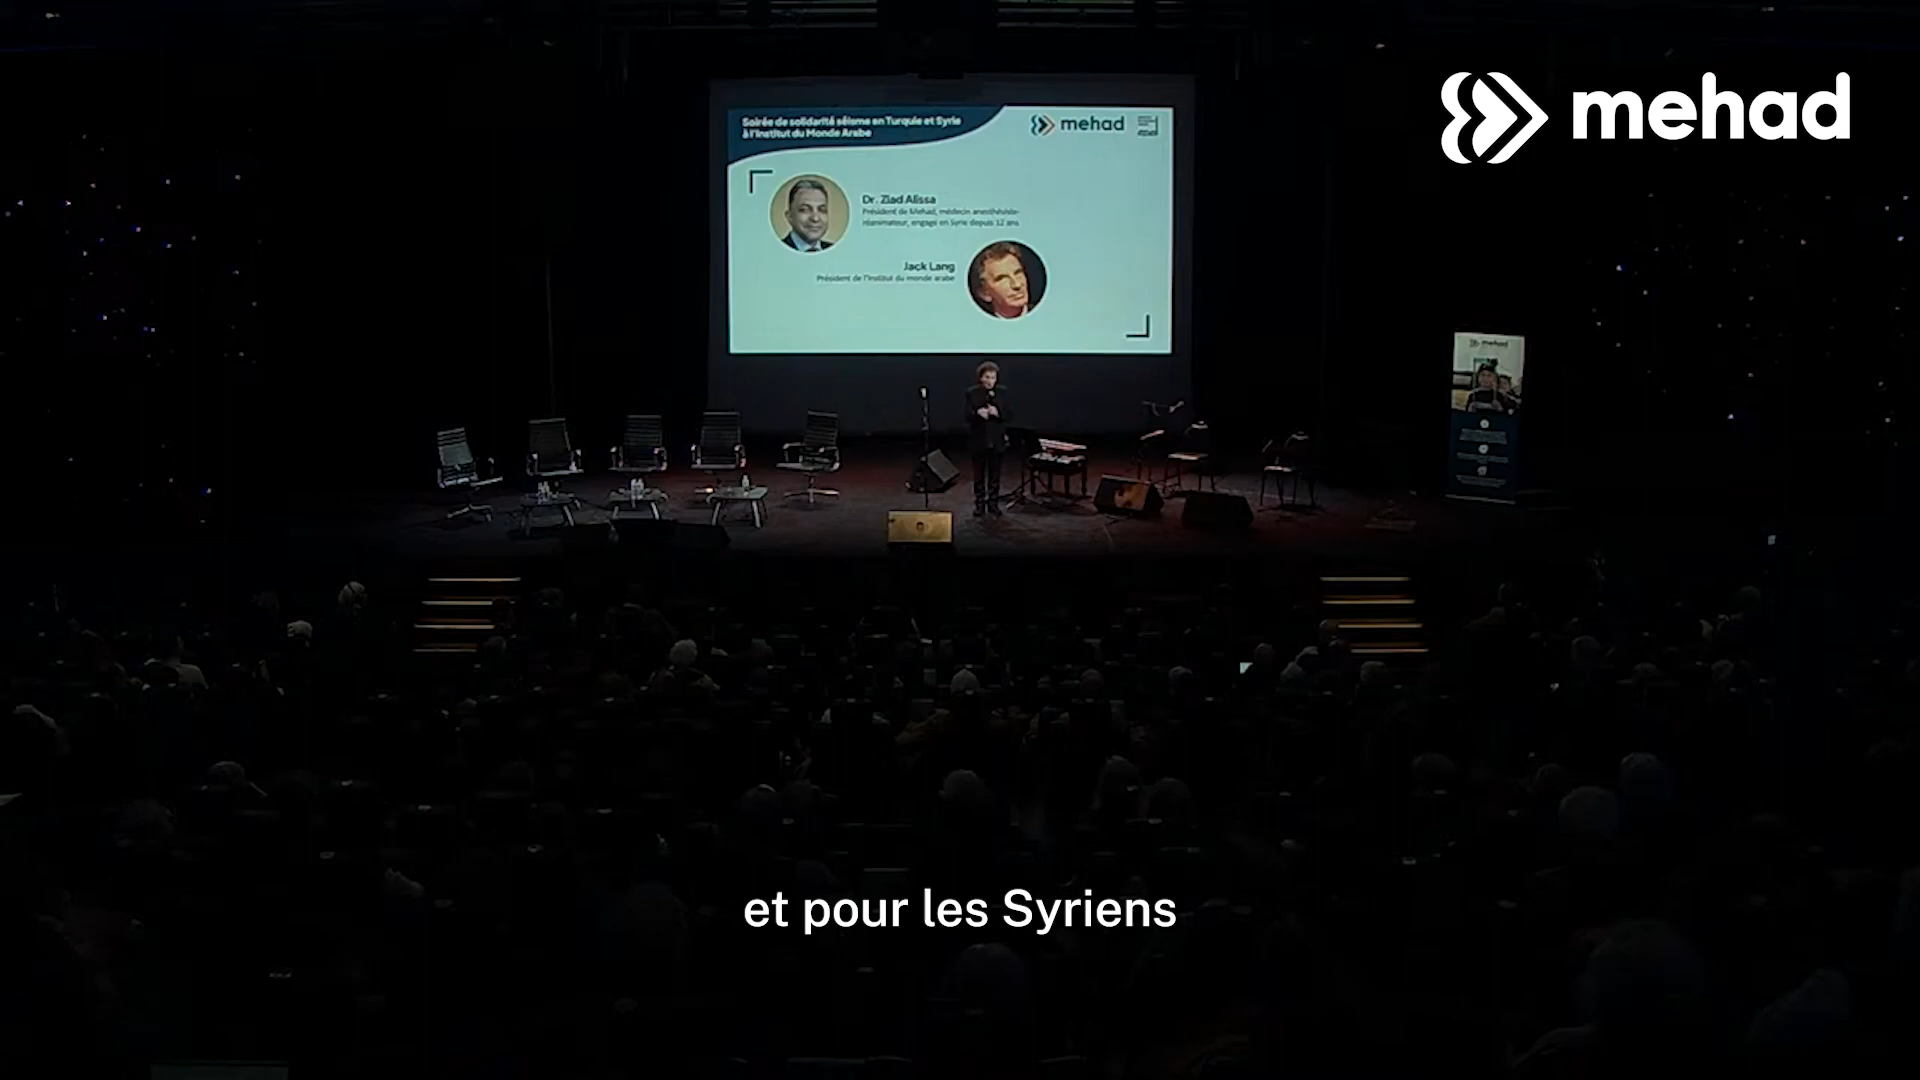 mehad
Soirée de solidarité séisme en Turquie et Syrie
à l'Institut du Monde Arabe
mehad
Dr. Ziad Alissa
Président de Mehad, médecin anesthésiste-
réanimateur, engagé en Syrie depuis 12 ans
Jack Lang
Président de l'Institut du monde arabe
mehad
et pour les Syriens